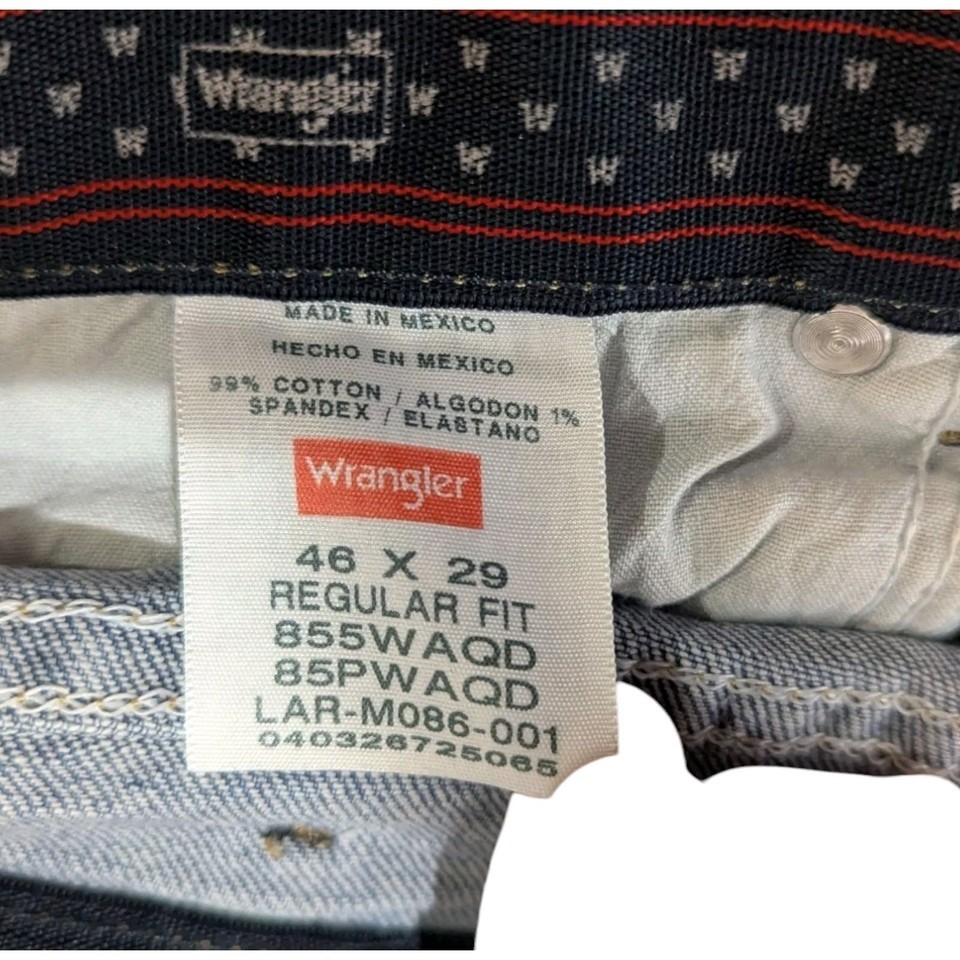 Wrangler
MADE IN MEXICO
HECHO EN MEXICO
99% COTTON / ALGODON 1%
SPANDEX / ELASTANO
Wrangler
46 X 29
REGULAR FIT
855WAQD
85PWAQD
LAR-M086-001
040326725065